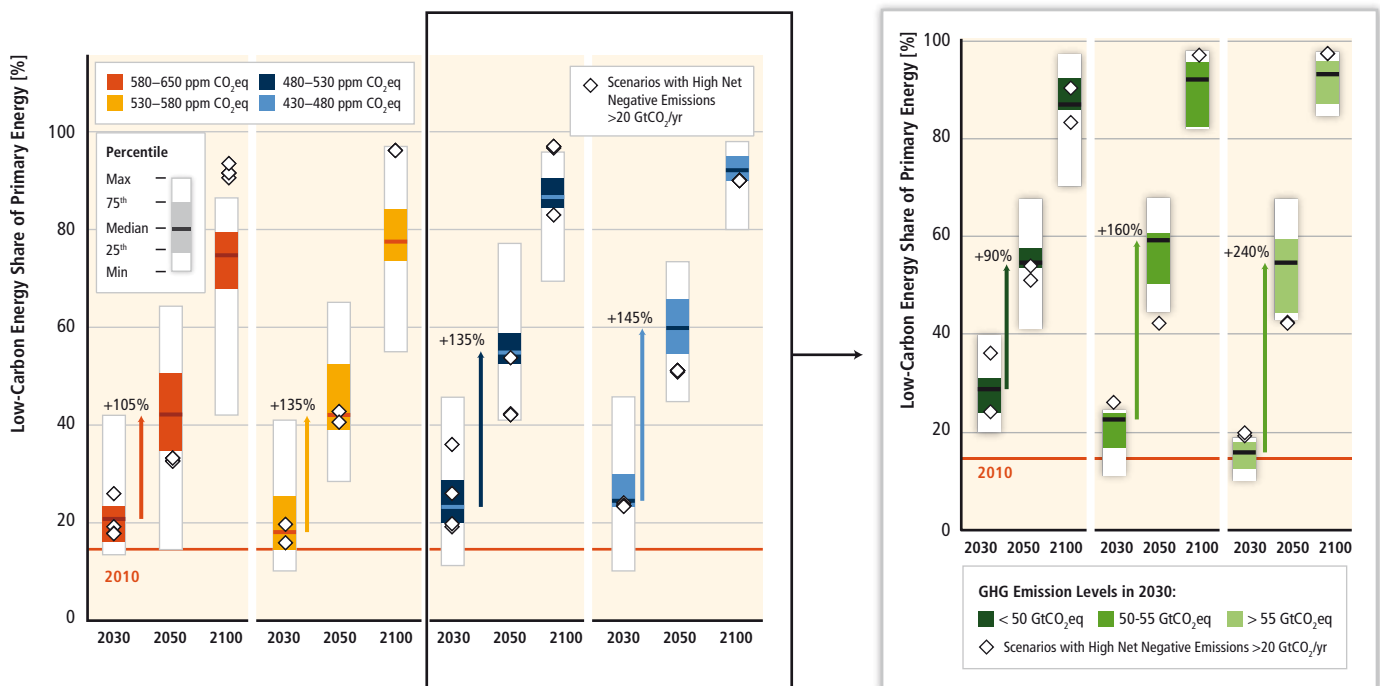 Low-Carbon Energy Share of Primary Energy [%]
580–650 ppm CO2eq
530–580 ppm CO2eq
480–530 ppm CO2eq
430–480 ppm CO2eq
Scenarios with High Net
Negative Emissions
>20 GtCO2/yr
Percentile
Max
75th
Median
25th
Min
100
80
60
40
20
0
+105%
+135%
+135%
+145%
2010
2030 2050 2100
2030 2050 2100
2030 2050 2100
2030 2050 2100
Low-Carbon Energy Share of Primary Energy [%]
100
80
60
40
20
0
+90%
+160%
+240%
2010
2030 2050 2100
2030 2050 2100
2030 2050 2100
GHG Emission Levels in 2030:
< 50 GtCO2eq
50-55 GtCO2eq
> 55 GtCO2eq
Scenarios with High Net Negative Emissions >20 GtCO2/yr